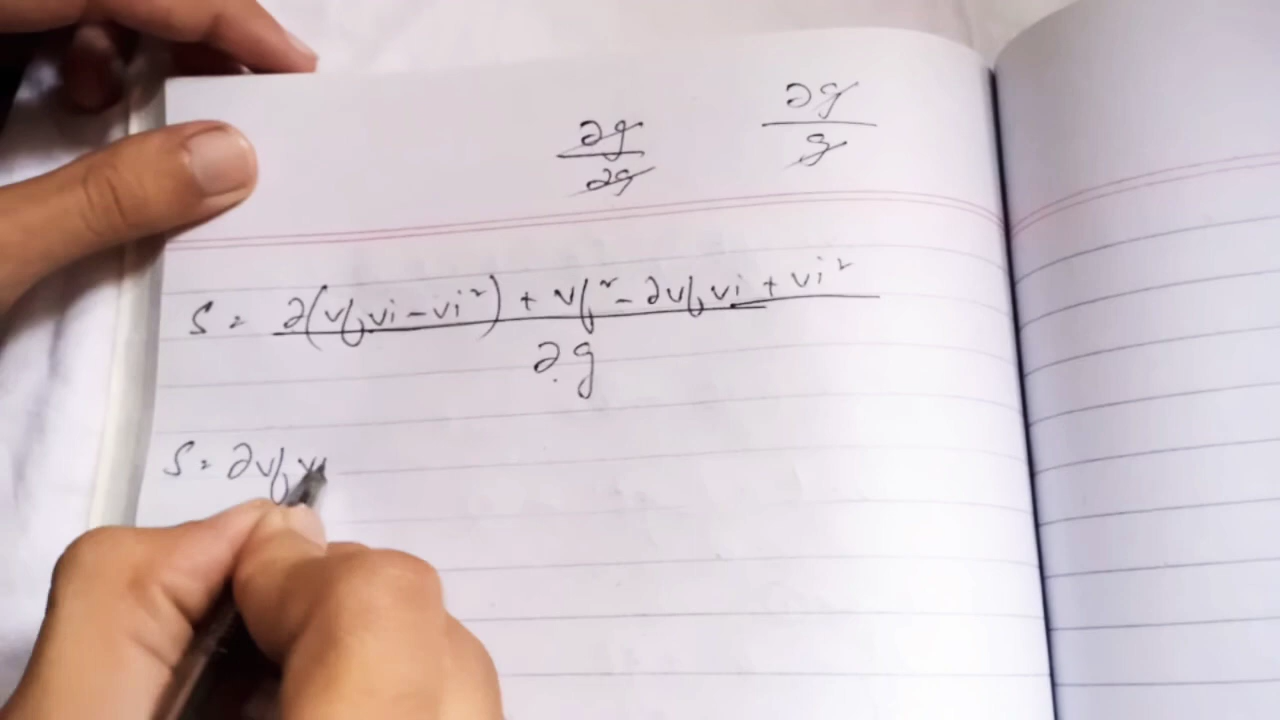 2g/2g 2g/g
S = 2(vf vi - vi²) + vf² - 2vf vi + vi² / 2g
S = 2vf v